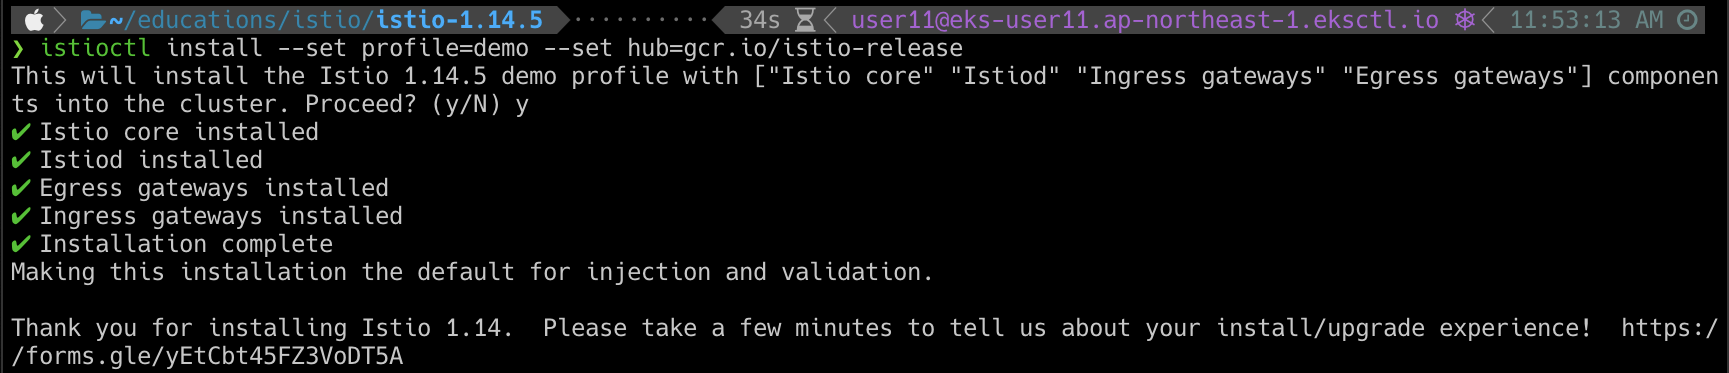 ~/educations/istio/istio-1.14.5 ·········· 34s user11@eks-user11.ap-northeast-1.eksctl.io 11:53:13 AM
❯ istioctl install --set profile=demo --set hub=gcr.io/istio-release
This will install the Istio 1.14.5 demo profile with ["Istio core" "Istiod" "Ingress gateways" "Egress gateways"] componen
ts into the cluster. Proceed? (y/N) y
✔ Istio core installed
✔ Istiod installed
✔ Egress gateways installed
✔ Ingress gateways installed
✔ Installation complete
Making this installation the default for injection and validation.
Thank you for installing Istio 1.14.  Please take a few minutes to tell us about your install/upgrade experience!  https:/
/forms.gle/yEtCbt45FZ3VoDT5A